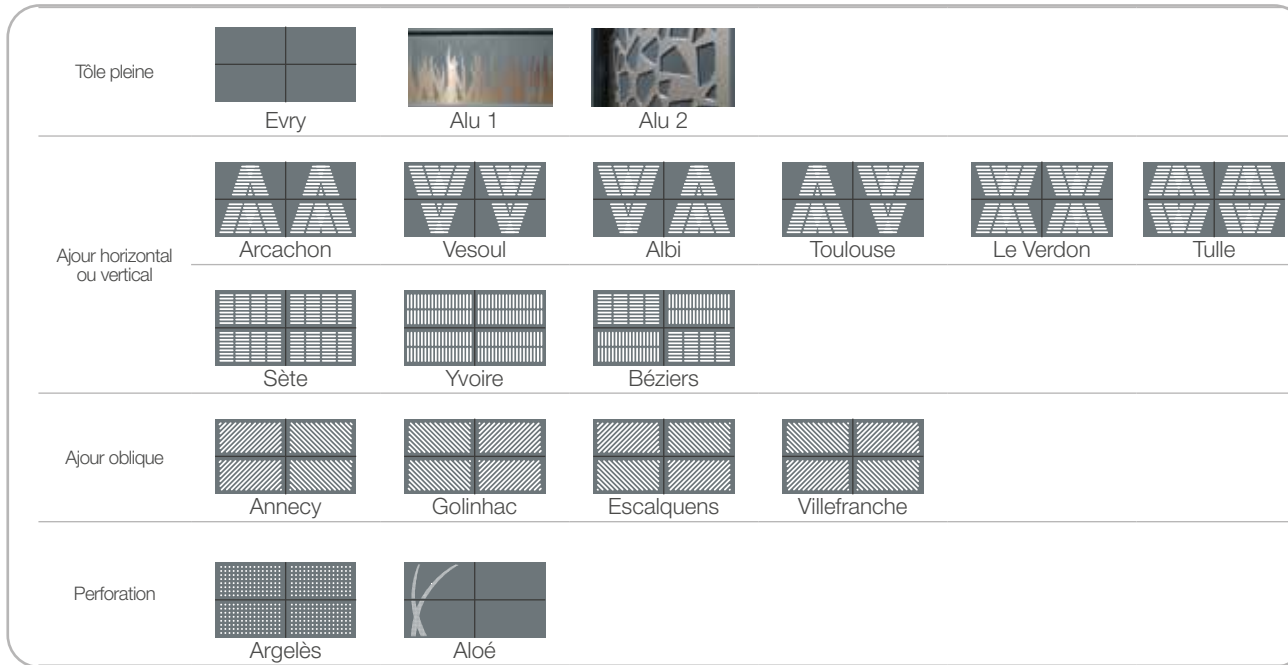 Tôle pleine
Evry
Alu 1
Alu 2
Ajour horizontal
ou vertical
Arcachon
Vesoul
Albi
Toulouse
Le Verdon
Tulle
Sète
Yvoire
Béziers
Ajour oblique
Annecy
Golinhac
Escalquens
Villefranche
Perforation
Argelès
Aloé